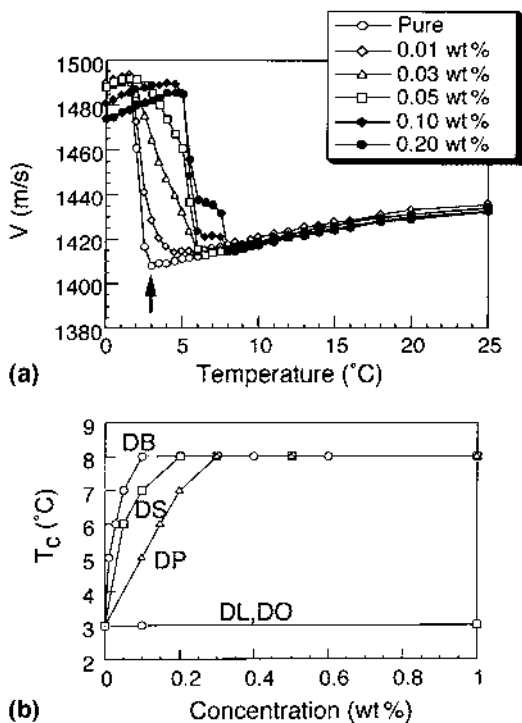 Pure
0.01 wt%
0.03 wt%
0.05 wt%
0.10 wt%
0.20 wt%
1500
1480
1460
1440
1420
1400
1380
V (m/s)
0 5 10 15 20 25
Temperature (˚C)
(a)
9
8
7
6
5
4
3
2
Tc (˚C)
DB
DS
DP
DL,DO
0 0.2 0.4 0.6 0.8 1
Concentration (wt%)
(b)